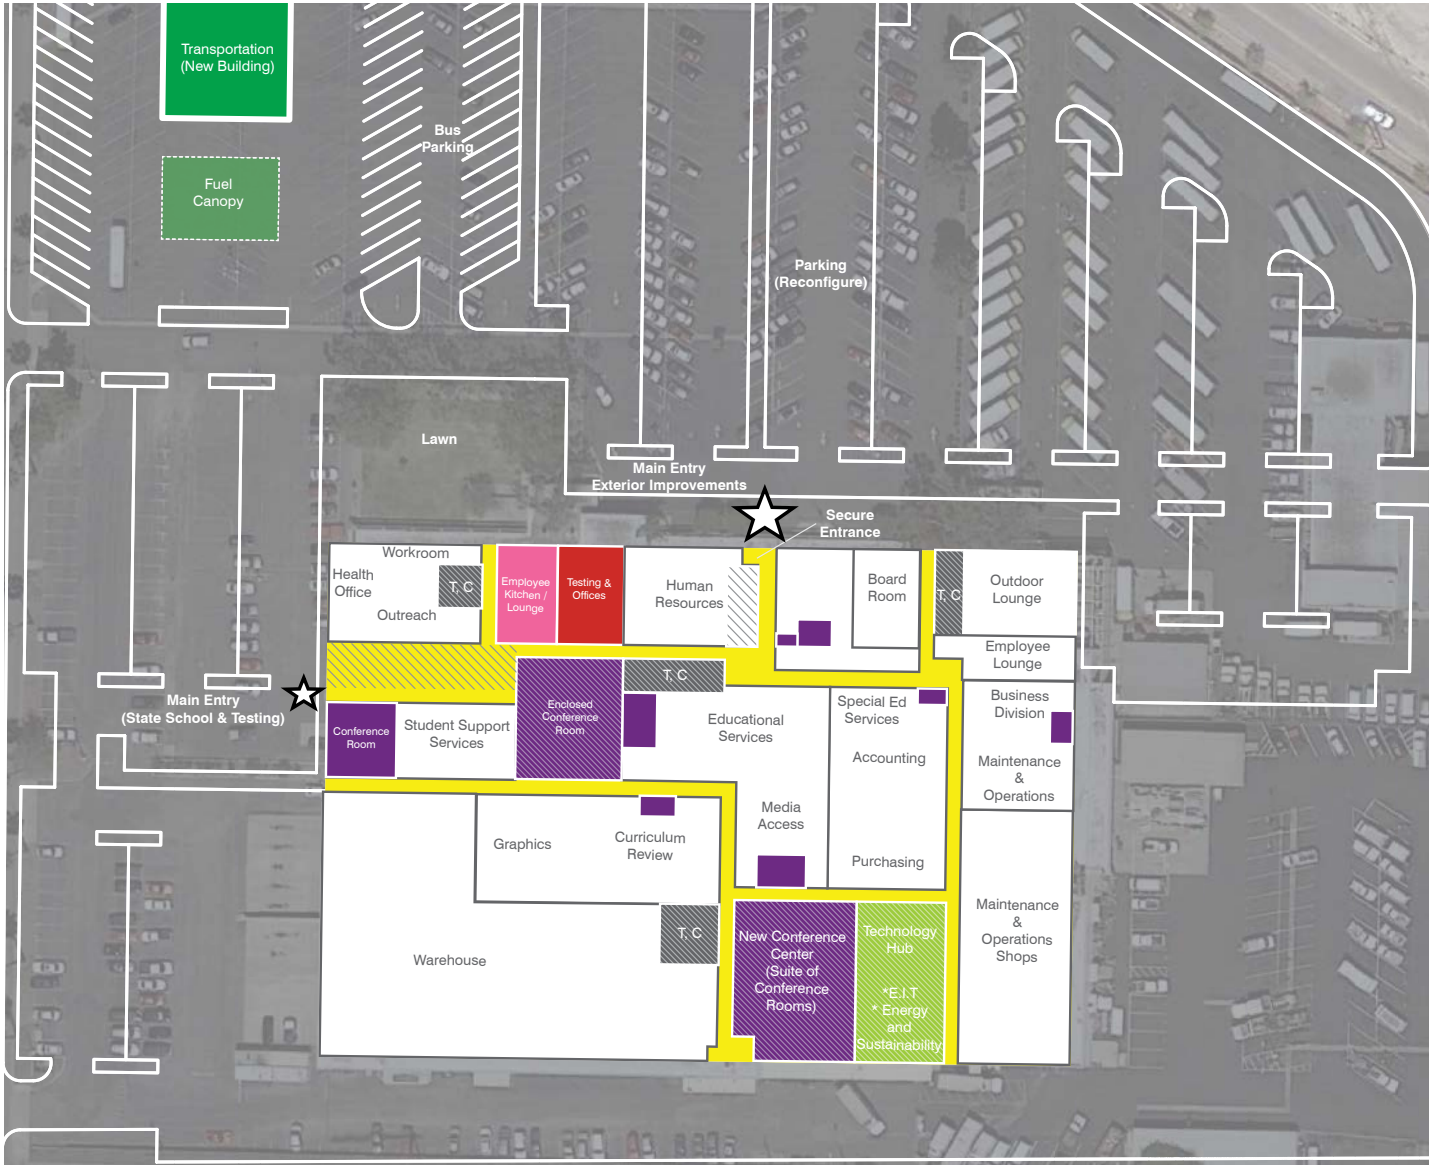 Transportation
(New Building)
Fuel
Canopy
Bus
Parking
Parking
(Reconfigure)
Lawn
Main Entry
Exterior Improvements
Secure
Entrance
Workroom
Health
Office
T, C
Outreach
Employee
Kitchen /
Lounge
Testing &
Offices
Human
Resources
Board
Room
T, C
Outdoor
Lounge
Employee
Lounge
Main Entry
(State School & Testing)
Conference
Room
Student Support
Services
Enclosed
Conference
Room
T, C
Educational
Services
Special Ed
Services
Accounting
Business
Division
Maintenance
&
Operations
Media
Access
Purchasing
Graphics
Curriculum
Review
Warehouse
T, C
New Conference
Center
(Suite of
Conference
Rooms)
Technology
Hub
*E.I.T
* Energy
and
Sustainability
Maintenance
&
Operations
Shops